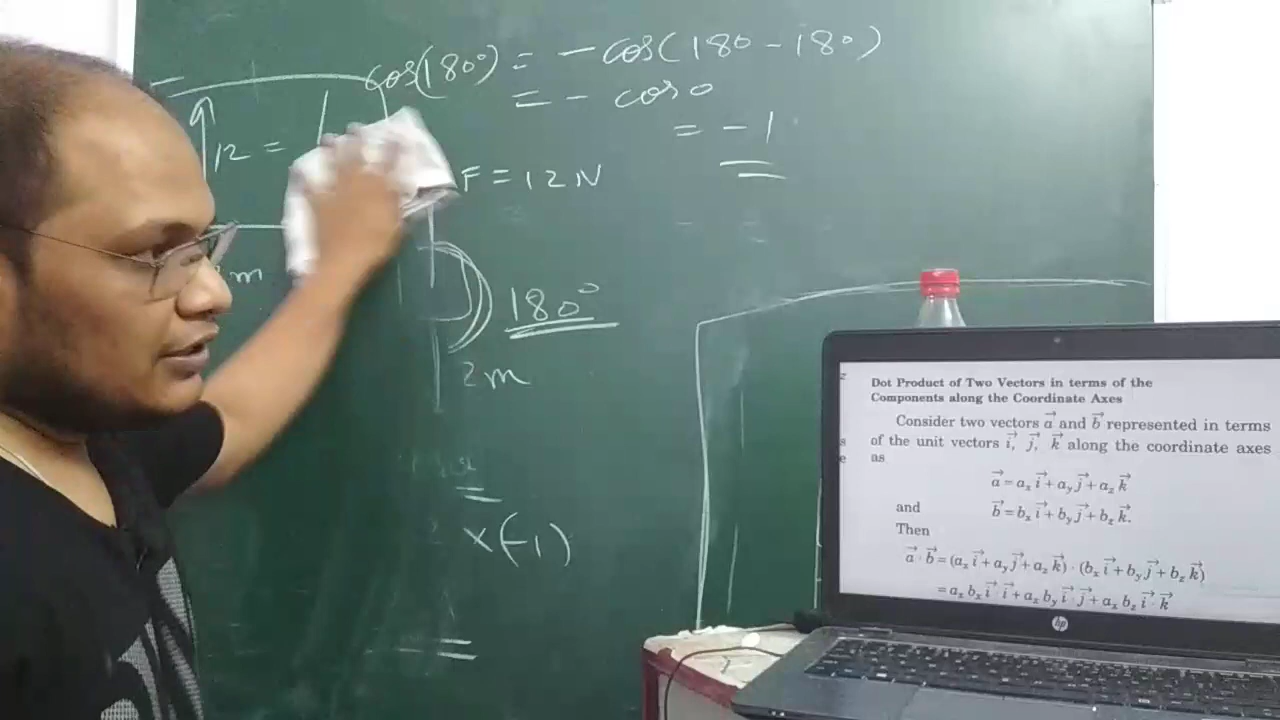 cos(180°) = - cos(180 - 180)
= - cos 0
= - 1
12 =
F = 12 N
m
180°
2 m
x(-1)
Dot Product of Two Vectors in terms of the
Components along the Coordinate Axes
Consider two vectors a⃗ and b⃗ represented in terms
of the unit vectors i⃗, j⃗, k⃗ along the coordinate axes
as
a⃗ = aₓ i⃗ + a_y j⃗ + a_z k⃗
and b⃗ = bₓ i⃗ + b_y j⃗ + b_z k⃗.
Then
a⃗ · b⃗ = (aₓ i⃗ + a_y j⃗ + a_z k⃗) · (bₓ i⃗ + b_y j⃗ + b_z k⃗)
= aₓ bₓ i⃗ · i⃗ + aₓ b_y i⃗ · j⃗ + aₓ b_z i⃗ · k⃗
hp